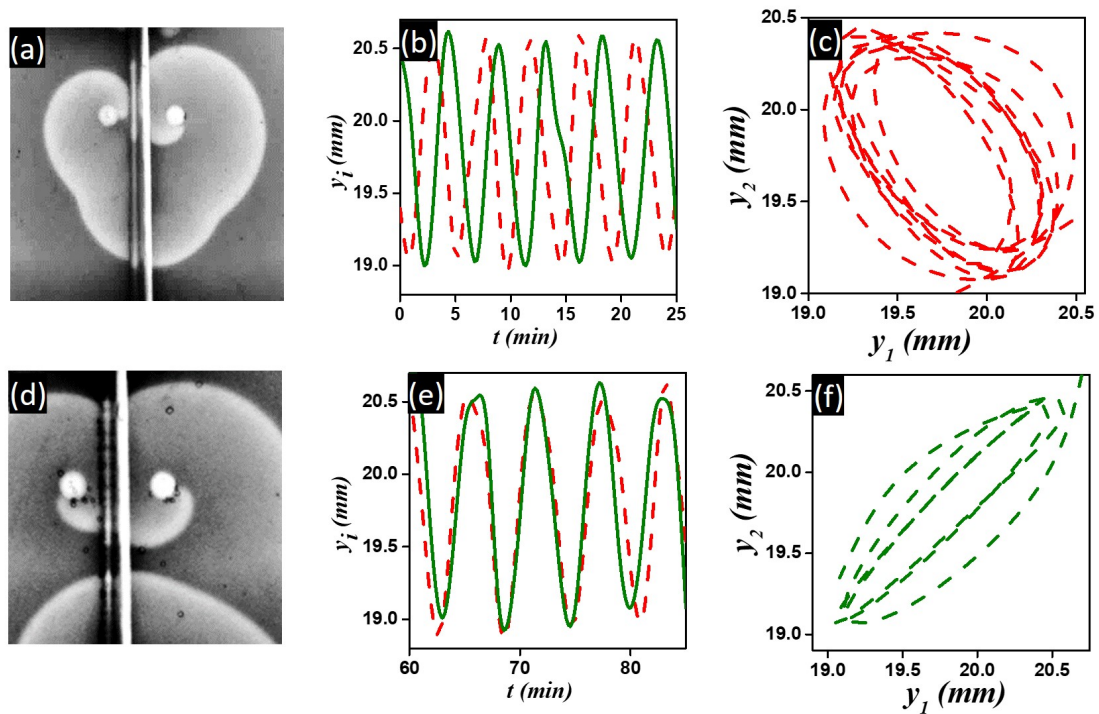 (a)
(b)
20.5
20.0
19.5
19.0
y_i (mm)
0 5 10 15 20 25
t (min)
(c)
20.5
20.0
19.5
19.0
y_2 (mm)
19.0 19.5 20.0 20.5
y_1 (mm)
(d)
(e)
20.5
20.0
19.5
19.0
y_i (mm)
60 70 80
t (min)
(f)
20.5
20.0
19.5
19.0
y_2 (mm)
19.0 19.5 20.0 20.5
y_1 (mm)